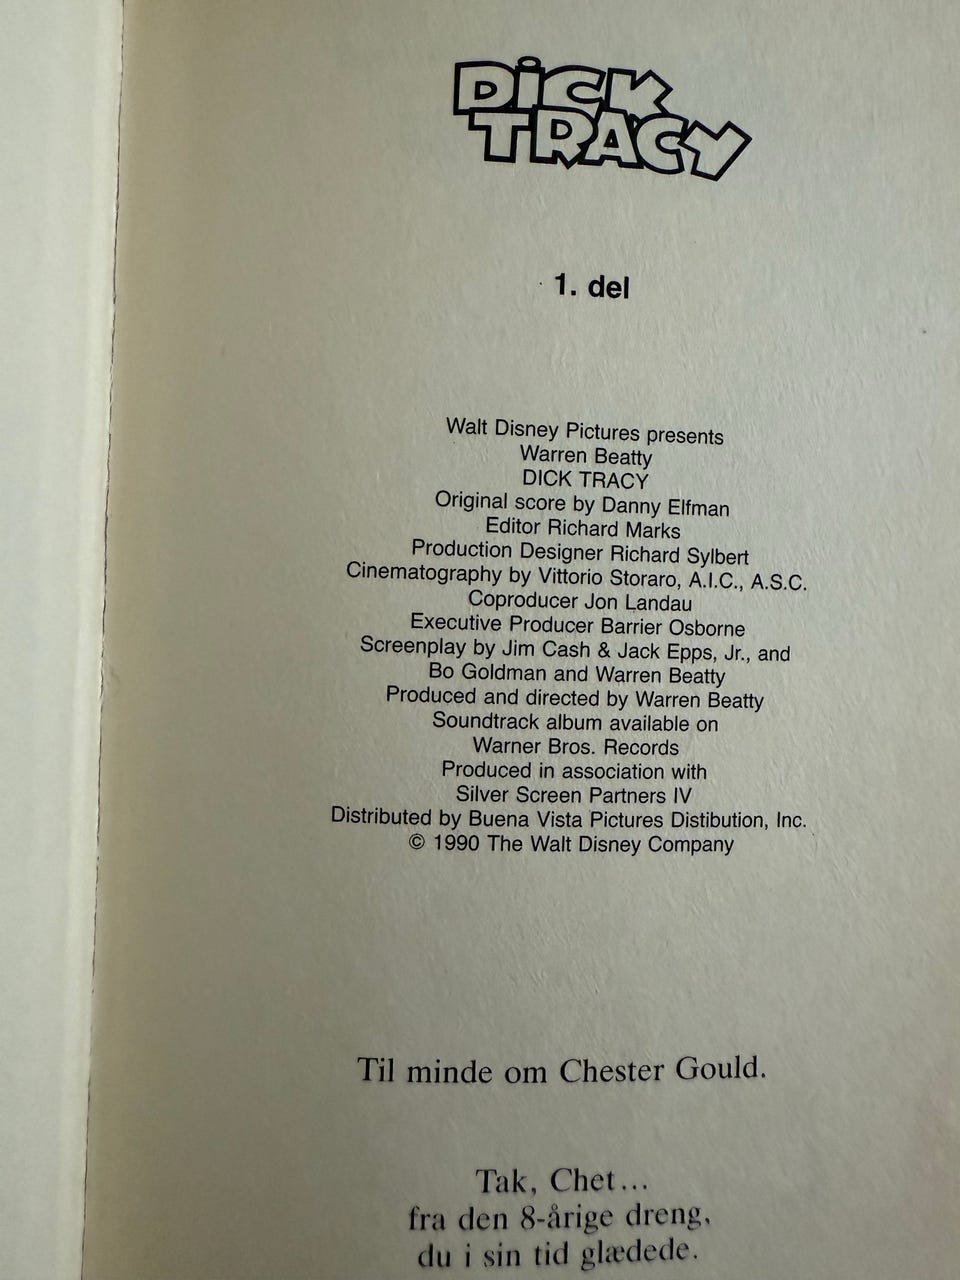 DiCK
TRACY
1. del
Walt Disney Pictures presents
Warren Beatty
DICK TRACY
Original score by Danny Elfman
Editor Richard Marks
Production Designer Richard Sylbert
Cinematography by Vittorio Storaro, A.I.C., A.S.C.
Coproducer Jon Landau
Executive Producer Barrier Osborne
Screenplay by Jim Cash & Jack Epps, Jr., and
Bo Goldman and Warren Beatty
Produced and directed by Warren Beatty
Soundtrack album available on
Warner Bros. Records
Produced in association with
Silver Screen Partners IV
Distributed by Buena Vista Pictures Distibution, Inc.
© 1990 The Walt Disney Company
Til minde om Chester Gould.
Tak, Chet...
fra den 8-årige dreng,
du i sin tid glædede.